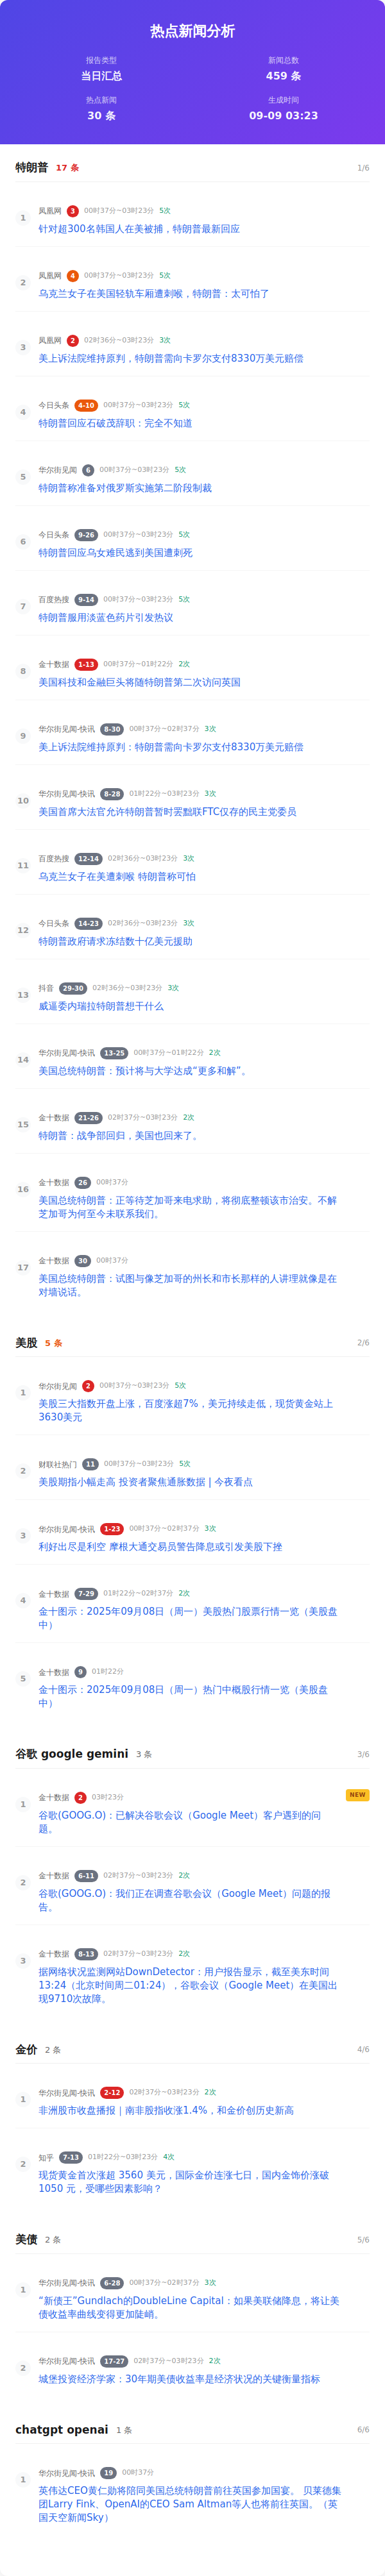 热点新闻分析
报告类型
新闻总数
当日汇总
459 条
热点新闻
生成时间
30 条
09-09 03:23
特朗普 17 条 1/6
1
凤凰网 3 00时37分~03时23分 5次
针对超300名韩国人在美被捕，特朗普最新回应
2
凤凰网 4 00时37分~03时23分 5次
乌克兰女子在美国轻轨车厢遭刺喉，特朗普：太可怕了
3
凤凰网 2 02时36分~03时23分 3次
美上诉法院维持原判，特朗普需向卡罗尔支付8330万美元赔偿
4
今日头条 4-10 00时37分~03时23分 5次
特朗普回应石破茂辞职：完全不知道
5
华尔街见闻 6 00时37分~03时23分 5次
特朗普称准备对俄罗斯实施第二阶段制裁
6
今日头条 9-26 00时37分~03时23分 5次
特朗普回应乌女难民逃到美国遭刺死
7
百度热搜 9-14 00时37分~03时23分 5次
特朗普服用淡蓝色药片引发热议
8
金十数据 1-13 00时37分~01时22分 2次
美国科技和金融巨头将随特朗普第二次访问英国
9
华尔街见闻-快讯 8-30 00时37分~02时37分 3次
美上诉法院维持原判：特朗普需向卡罗尔支付8330万美元赔偿
10
华尔街见闻-快讯 8-28 01时22分~03时23分 3次
美国首席大法官允许特朗普暂时罢黜联FTC仅存的民主党委员
11
百度热搜 12-14 02时36分~03时23分 3次
乌克兰女子在美遭刺喉 特朗普称可怕
12
今日头条 14-23 02时36分~03时23分 3次
特朗普政府请求冻结数十亿美元援助
13
抖音 29-30 02时36分~03时23分 3次
威逼委内瑞拉特朗普想干什么
14
华尔街见闻-快讯 13-25 00时37分~01时22分 2次
美国总统特朗普：预计将与大学达成“更多和解”。
15
金十数据 21-26 02时37分~03时23分 2次
特朗普：战争部回归，美国也回来了。
16
金十数据 26 00时37分
美国总统特朗普：正等待芝加哥来电求助，将彻底整顿该市治安。不解
芝加哥为何至今未联系我们。
17
金十数据 30 00时37分
美国总统特朗普：试图与像芝加哥的州长和市长那样的人讲理就像是在
对墙说话。
美股 5 条 2/6
1
华尔街见闻 2 00时37分~03时23分 5次
美股三大指数开盘上涨，百度涨超7%，美元持续走低，现货黄金站上
3630美元
2
财联社热门 11 00时37分~03时23分 5次
美股期指小幅走高 投资者聚焦通胀数据 | 今夜看点
3
华尔街见闻-快讯 1-23 00时37分~02时37分 3次
利好出尽是利空 摩根大通交易员警告降息或引发美股下挫
4
金十数据 7-29 01时22分~02时37分 2次
金十图示：2025年09月08日（周一）美股热门股票行情一览（美股盘
中）
5
金十数据 9 01时22分
金十图示：2025年09月08日（周一）热门中概股行情一览（美股盘
中）
谷歌 google gemini 3 条 3/6
1
金十数据 2 03时23分 NEW
谷歌(GOOG.O)：已解决谷歌会议（Google Meet）客户遇到的问
题。
2
金十数据 6-11 02时37分~03时23分 2次
谷歌(GOOG.O)：我们正在调查谷歌会议（Google Meet）问题的报
告。
3
金十数据 8-13 02时37分~03时23分 2次
据网络状况监测网站DownDetector：用户报告显示，截至美东时间
13:24（北京时间周二01:24），谷歌会议（Google Meet）在美国出
现9710次故障。
金价 2 条 4/6
1
华尔街见闻-快讯 2-12 02时37分~03时23分 2次
非洲股市收盘播报｜南非股指收涨1.4%，和金价创历史新高
2
知乎 7-13 01时22分~03时23分 4次
现货黄金首次涨超 3560 美元，国际金价连涨七日，国内金饰价涨破
1050 元，受哪些因素影响？
美债 2 条 5/6
1
华尔街见闻-快讯 6-28 00时37分~02时37分 3次
“新债王”Gundlach的DoubleLine Capital：如果美联储降息，将让美
债收益率曲线变得更加陡峭。
2
华尔街见闻-快讯 17-27 02时37分~03时23分 2次
城堡投资经济学家：30年期美债收益率是经济状况的关键衡量指标
chatgpt openai 1 条 6/6
1
华尔街见闻-快讯 19 00时37分
英伟达CEO黄仁勋将陪同美国总统特朗普前往英国参加国宴。 贝莱德集
团Larry Fink、OpenAI的CEO Sam Altman等人也将前往英国。（英
国天空新闻Sky）